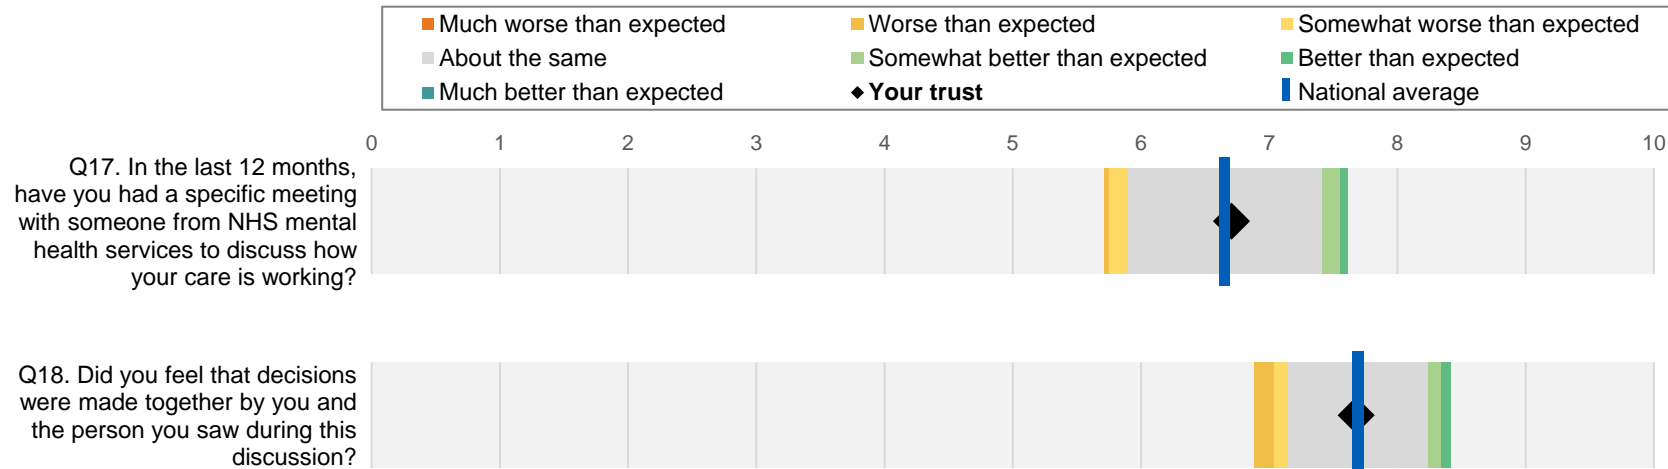 Much worse than expected
Worse than expected
Somewhat worse than expected
About the same
Somewhat better than expected
Better than expected
Much better than expected
Your trust
National average
0 1 2 3 4 5 6 7 8 9 10
Q17. In the last 12 months,
have you had a specific meeting
with someone from NHS mental
health services to discuss how
your care is working?
Q18. Did you feel that decisions
were made together by you and
the person you saw during this
discussion?